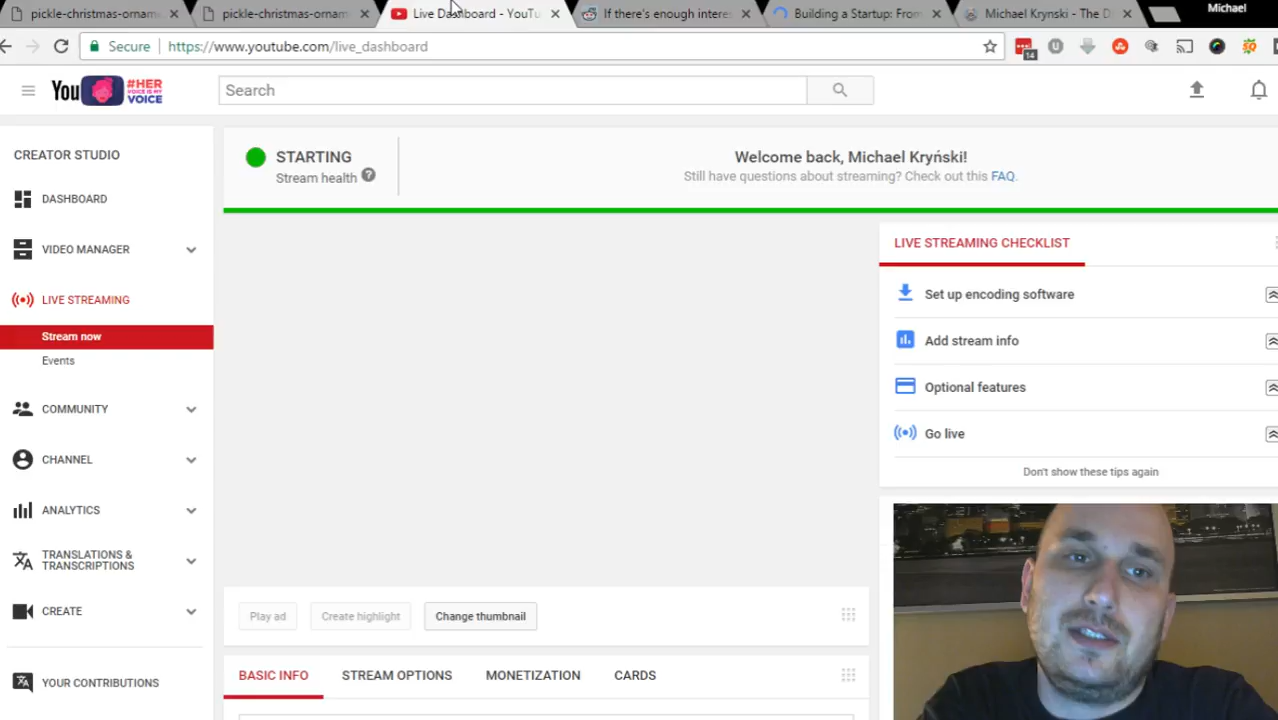 pickle-christmas-orname
pickle-christmas-ornam
Live Dashboard - YouTu
If there's enough interes
Building a Startup: From
Michael Krynski - The D
Michael
Secure
https://www.youtube.com/live_dashboard
14
You
#HER
VOICE IS MY
VOICE
Search
CREATOR STUDIO
DASHBOARD
VIDEO MANAGER
LIVE STREAMING
Stream now
Events
COMMUNITY
CHANNEL
ANALYTICS
TRANSLATIONS &
TRANSCRIPTIONS
CREATE
YOUR CONTRIBUTIONS
STARTING
Stream health
Welcome back, Michael Kryński!
Still have questions about streaming? Check out this FAQ.
LIVE STREAMING CHECKLIST
Set up encoding software
Add stream info
Optional features
Go live
Don't show these tips again
Play ad
Create highlight
Change thumbnail
BASIC INFO
STREAM OPTIONS
MONETIZATION
CARDS